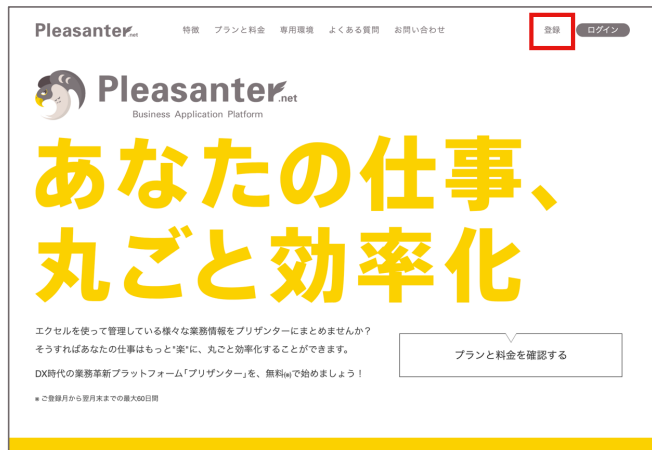 Pleasanter.net
特徴 プランと料金 専用環境 よくある質問 お問い合わせ 登録 ログイン
Pleasanter.net
Business Application Platform
あなたの仕事、
丸ごと効率化
エクセルを使って管理している様々な業務情報をプリザンターにまとめませんか？
そうすればあなたの仕事はもっと"楽"に、丸ごと効率化することができます。
プランと料金を確認する
DX時代の業務革新プラットフォーム「プリザンター」を、無料(※)で始めましょう！
※ ご登録月から翌月末までの最大60日間